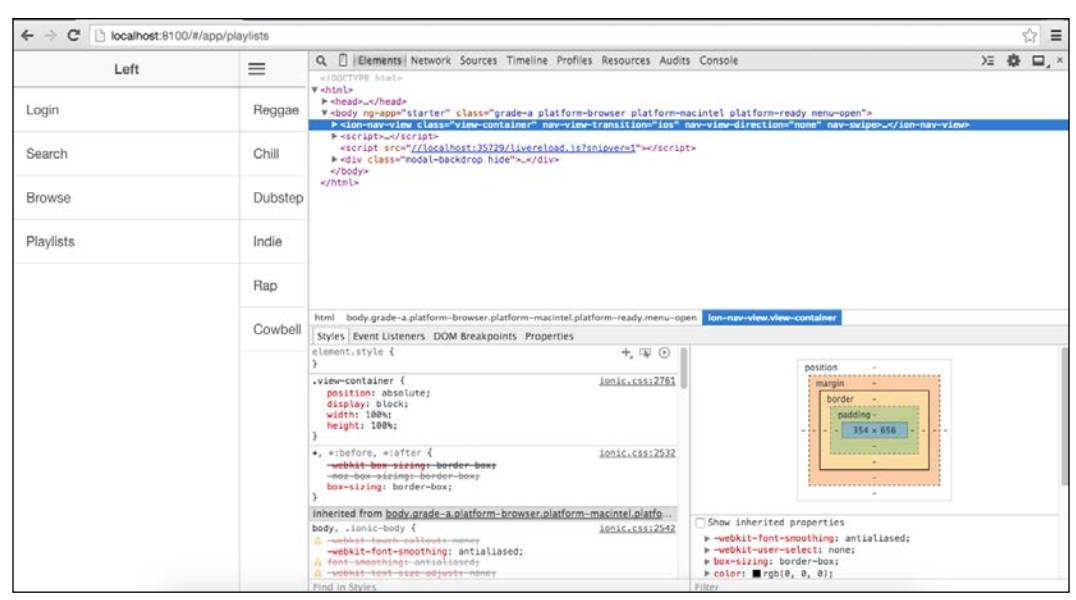 localhost:8100/#/app/playlists
Left
Login
Search
Browse
Playlists
Reggae
Chill
Dubstep
Indie
Rap
Cowbell
Elements Network Sources Timeline Profiles Resources Audits Console
<!DOCTYPE html>
▼<html>
▶<head>…</head>
▼<body ng-app="starter" class="grade-a platform-browser platform-macintel platform-ready menu-open">
▶<ion-nav-view class="view-container" nav-view-transition="ios" nav-view-direction="none" nav-swipe>…</ion-nav-view>
▶<script>…</script>
<script src="//localhost:35729/livereload.js?snipver=1"></script>
▶<div class="modal-backdrop hide">…</div>
</body>
</html>
html body.grade-a.platform-browser.platform-macintel.platform-ready.menu-open ion-nav-view.view-container
Styles Event Listeners DOM Breakpoints Properties
element.style {
}
.view-container { ionic.css:2761
position: absolute;
display: block;
width: 100%;
height: 100%;
}
*, *:before, *:after { ionic.css:2532
-webkit-box-sizing: border-box;
-moz-box-sizing: border-box;
box-sizing: border-box;
}
Inherited from body.grade-a.platform-browser.platform-macintel.platfo…
body, .ionic-body { ionic.css:2542
-webkit-touch-callout: none;
-webkit-font-smoothing: antialiased;
font-smoothing: antialiased;
-webkit-text-size-adjust: none;
Find in Styles
position -
margin -
border -
padding -
- - - 354 × 656 - - -
-
-
-
-
Show inherited properties
▶ -webkit-font-smoothing: antialiased;
▶ -webkit-user-select: none;
▶ box-sizing: border-box;
▶ color: rgb(0, 0, 0);
Filter